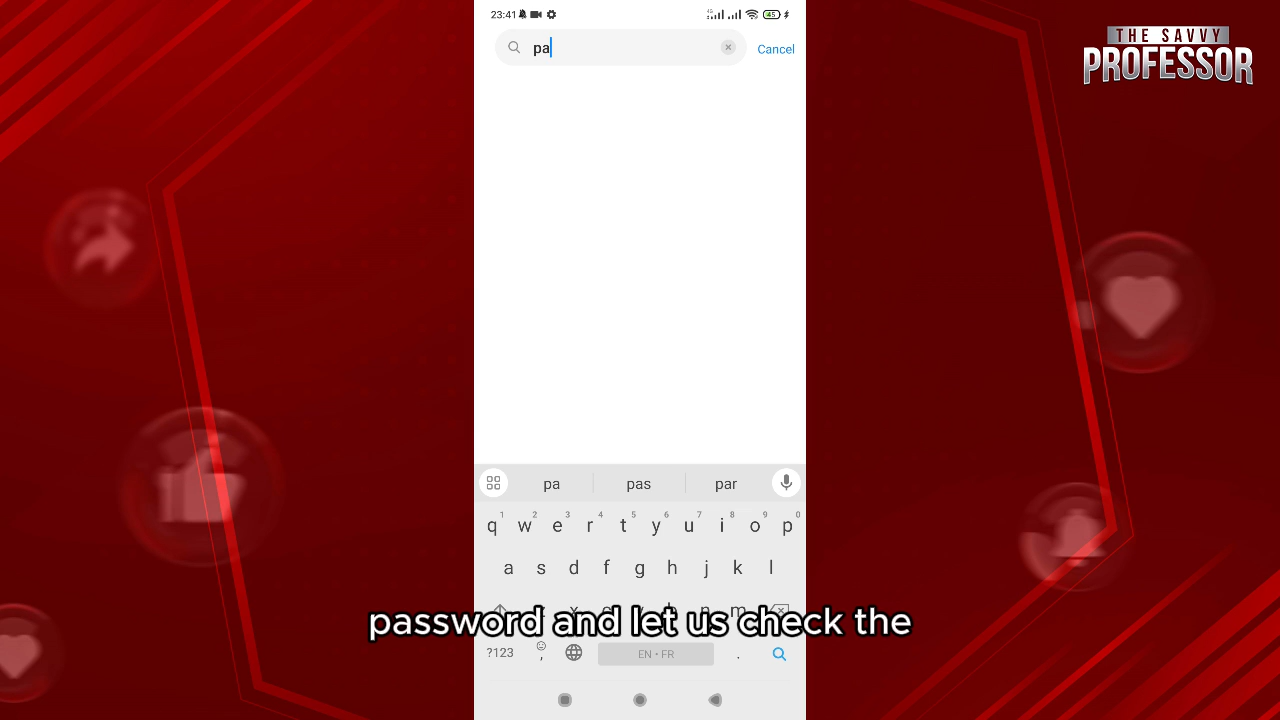 23:41
4G
45
pa
Cancel
THE SAVVY
PROFESSOR
pa pas par
1 2 3 4 5 6 7 8 9 0
q w e r t y u i o p
a s d f g h j k l
password and let us check the
?123 , EN • FR .